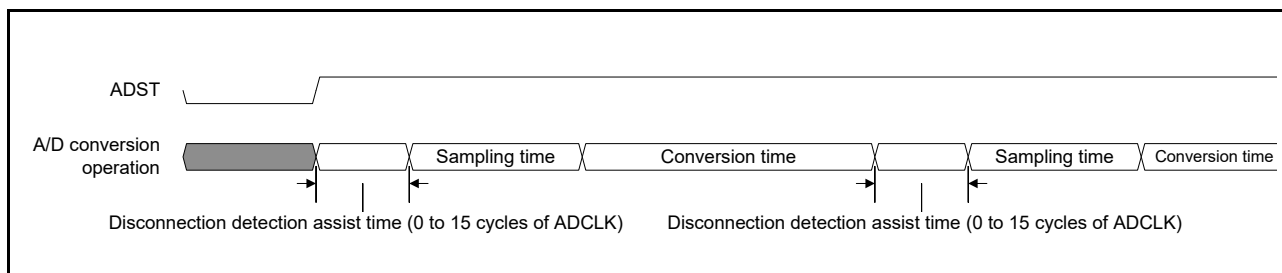 ADST
A/D conversion
operation
Sampling time
Conversion time
Sampling time
Conversion time
Disconnection detection assist time (0 to 15 cycles of ADCLK)
Disconnection detection assist time (0 to 15 cycles of ADCLK)